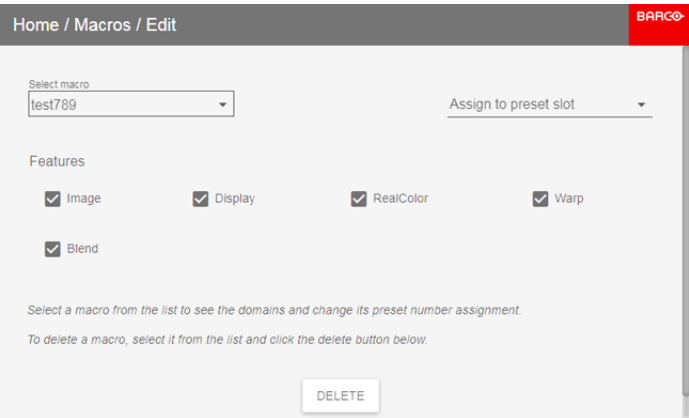 Home / Macros / Edit
BARCO
Select macro
test789
Assign to preset slot
Features
Image
Display
RealColor
Warp
Blend
Select a macro from the list to see the domains and change its preset number assignment.
To delete a macro, select it from the list and click the delete button below.
DELETE